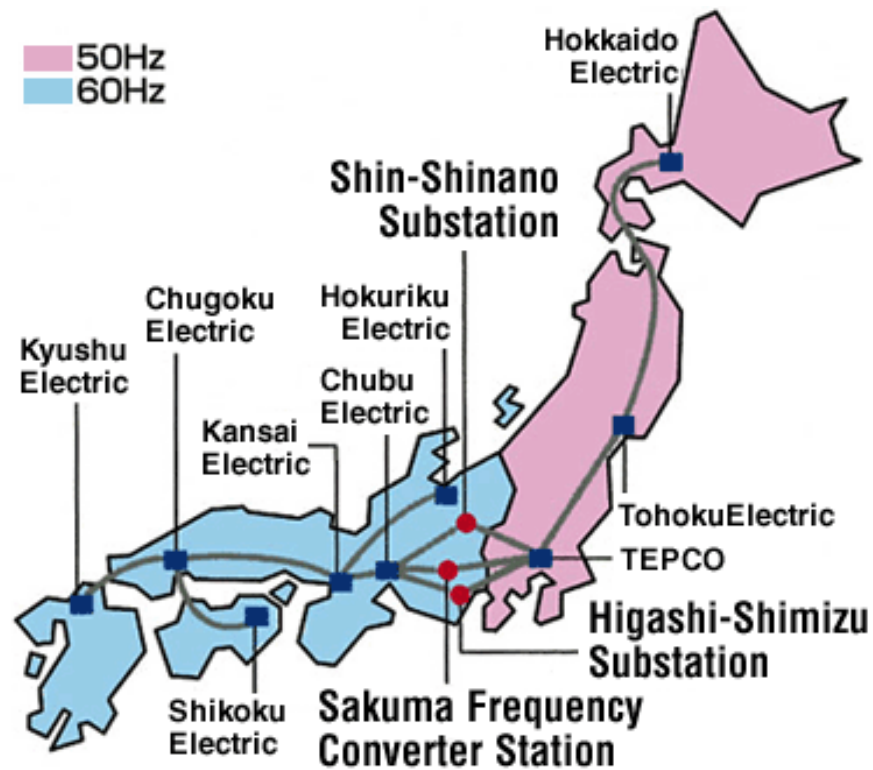 50Hz
60Hz
Hokkaido
Electric
Shin-Shinano
Substation
Chugoku
Electric
Hokuriku
Electric
Kyushu
Electric
Chubu
Electric
Kansai
Electric
TohokuElectric
TEPCO
Higashi-Shimizu
Substation
Shikoku
Electric
Sakuma Frequency
Converter Station